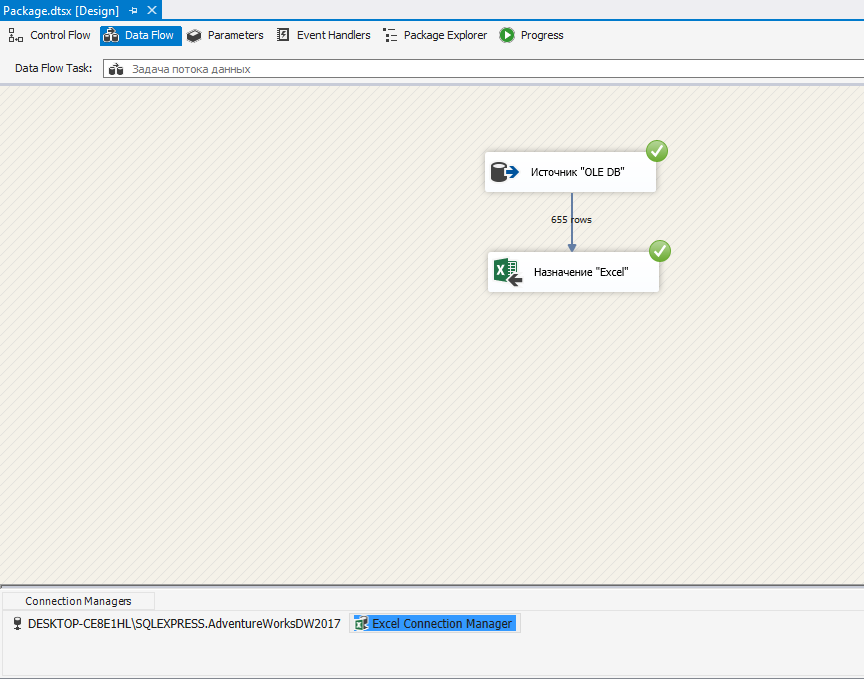 Package.dtsx [Design]
Control Flow Data Flow Parameters Event Handlers Package Explorer Progress
Data Flow Task: Задача потока данных
Источник "OLE DB"
655 rows
Назначение "Excel"
Connection Managers
DESKTOP-CE8E1HL\SQLEXPRESS.AdventureWorksDW2017 Excel Connection Manager